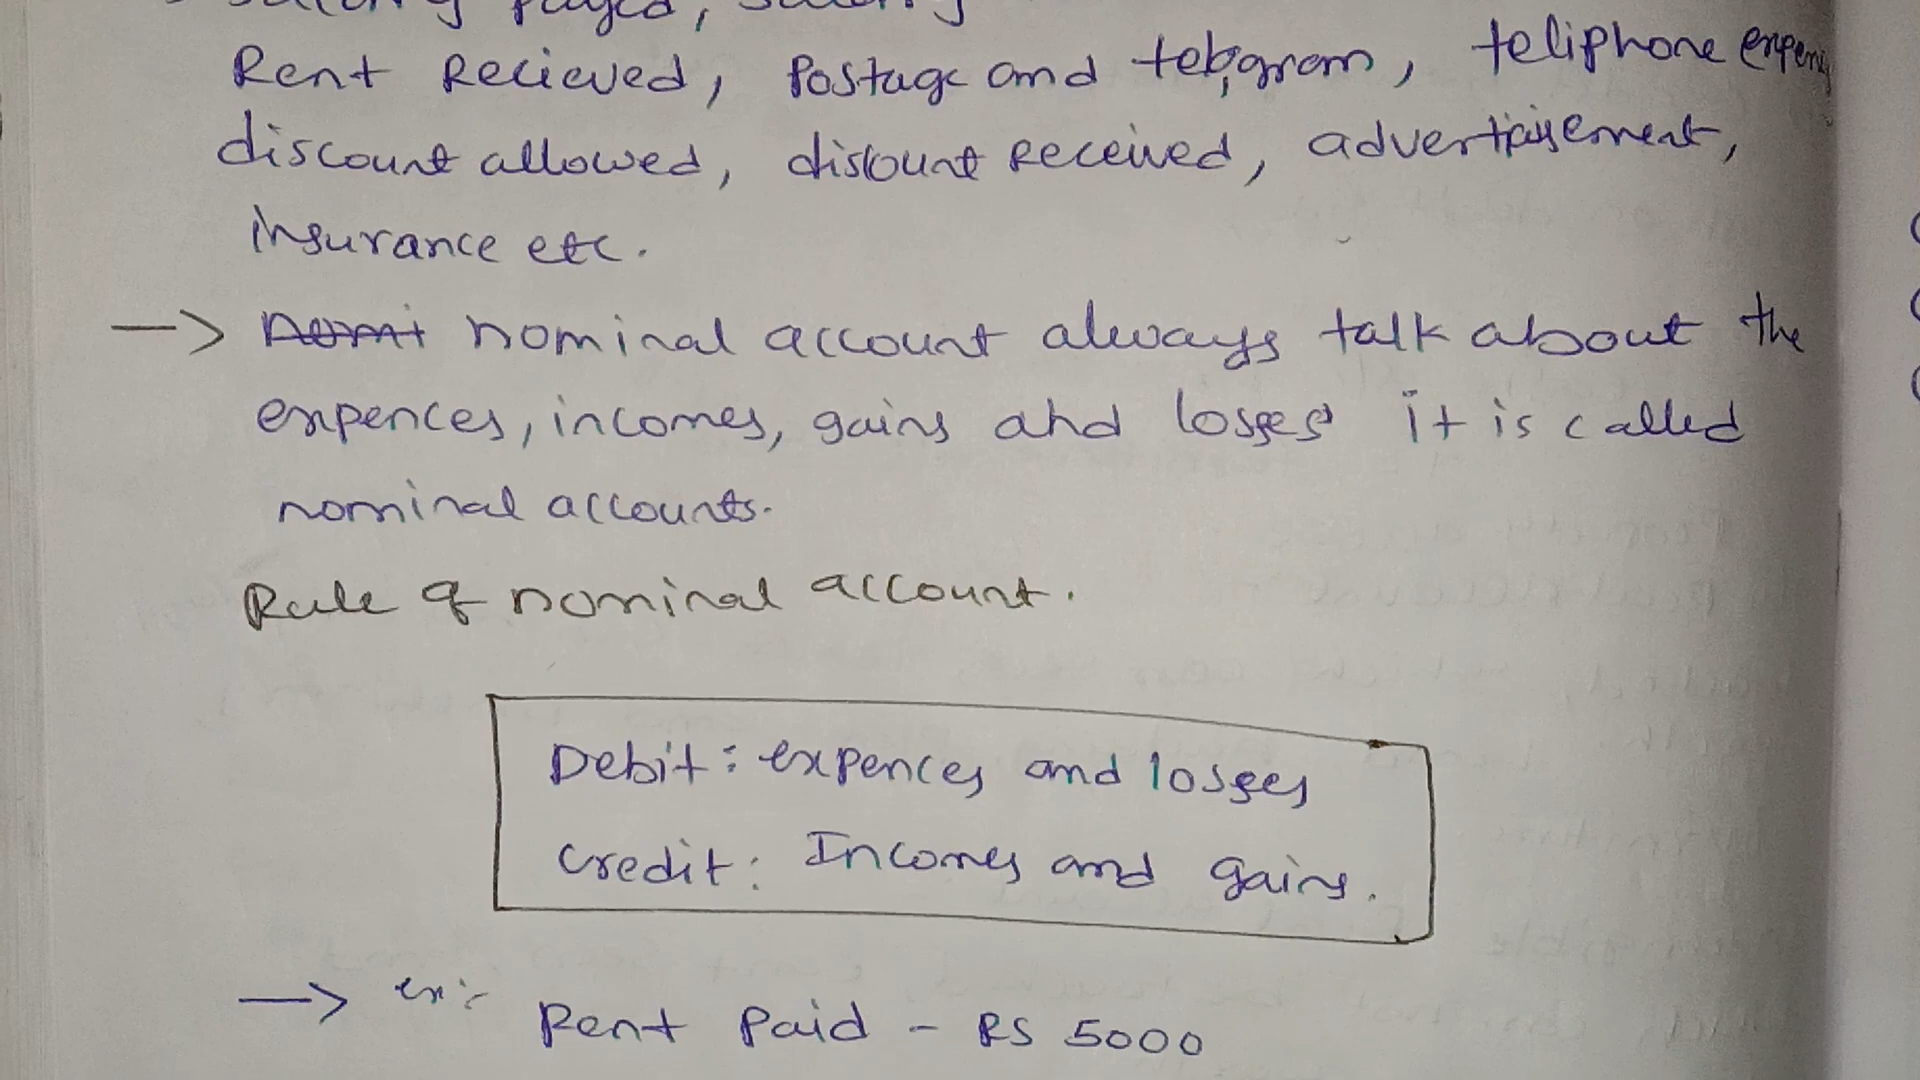 Rent Recieved, Postage and telegram, teliphone
discount allowed, discount Received, advertisement,
insurance etc.
-> nominal account always talk about the
expences, incomes, gains and losses it is called
nominal accounts.
Rule of nominal account.
Debit: expences and losses
credit: Incomes and gains.
-> ex:- Rent Paid - RS 5000